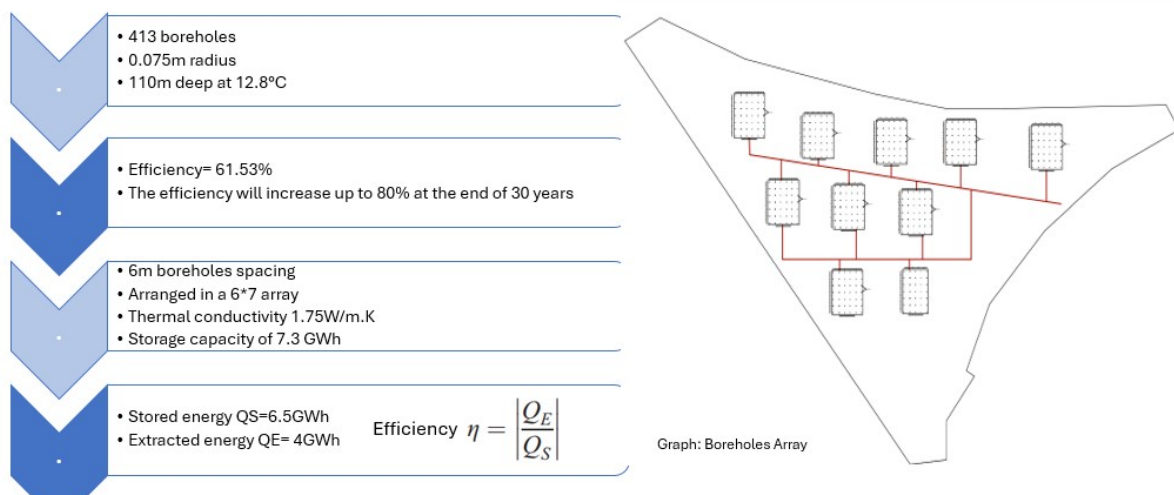 • 413 boreholes
• 0.075m radius
• 110m deep at 12.8°C
• Efficiency= 61.53%
• The efficiency will increase up to 80% at the end of 30 years
• 6m boreholes spacing
• Arranged in a 6*7 array
• Thermal conductivity 1.75W/m.K
• Storage capacity of 7.3 GWh
• Stored energy QS=6.5GWh
• Extracted energy QE= 4GWh
Efficiency η = |Q_E/Q_S|
Graph: Boreholes Array